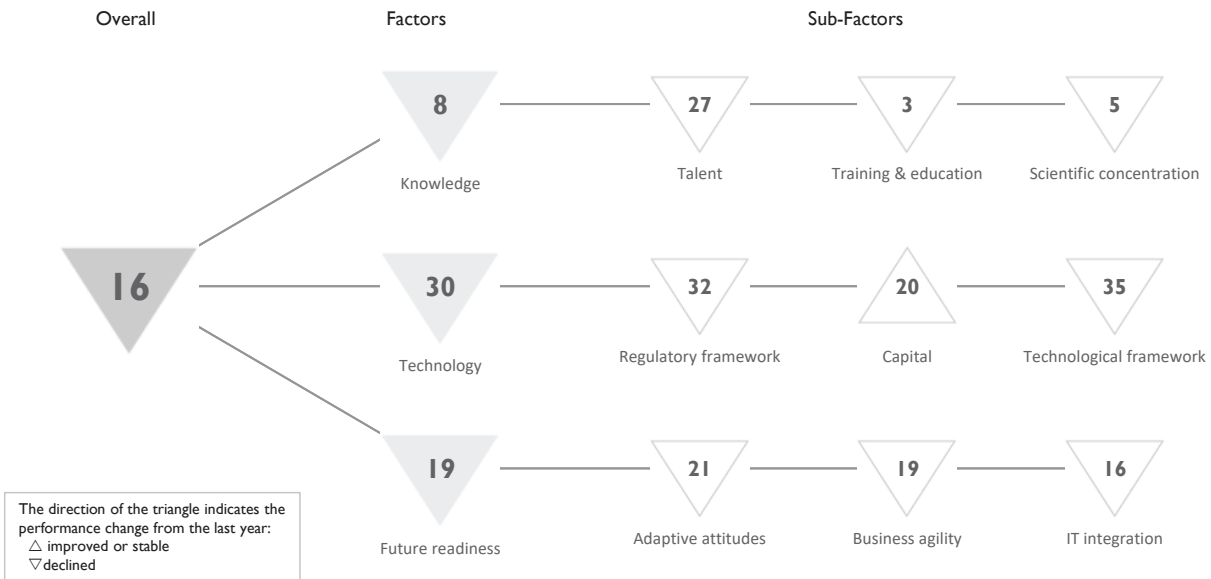 Overall Factors Sub-Factors
8 27 3 5
Knowledge Talent Training & education Scientific concentration
16 30 32 20 35
Technology Regulatory framework Capital Technological framework
19 21 19 16
Future readiness Adaptive attitudes Business agility IT integration
The direction of the triangle indicates the
performance change from the last year:
△ improved or stable
▽ declined